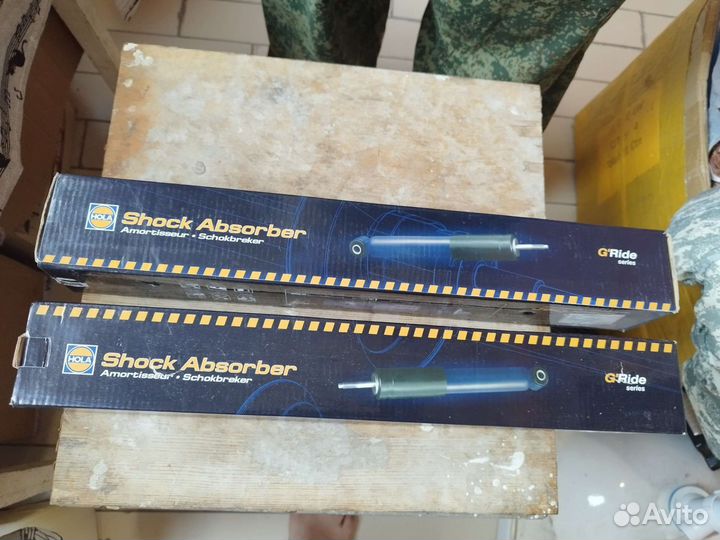 HOLA
Shock Absorber
Amortisseur • Schokbreker
G'Ride
series
HOLA
Shock Absorber
Amortisseur • Schokbreker
G'Ride
series
Avito